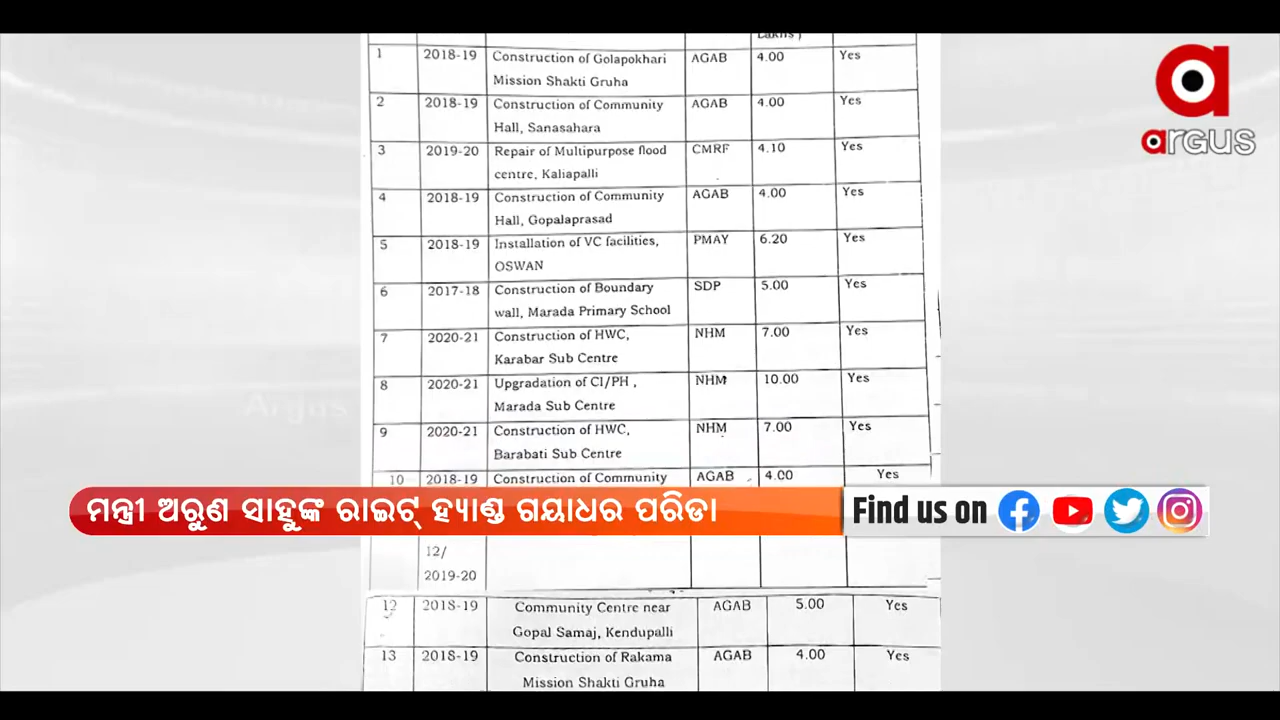 Lakhs)
1 2018-19 Construction of Golapokhari AGAB 4.00 Yes
Mission Shakti Gruha
2 2018-19 Construction of Community AGAB 4.00 Yes
Hall, Sanasahara
3 2019-20 Repair of Multipurpose flood CMRF 4.10 Yes
centre, Kaliapalli
4 2018-19 Construction of Community AGAB 4.00 Yes
Hall, Gopalaprasad
5 2018-19 Installation of VC facilities, PMAY 6.20 Yes
OSWAN
6 2017-18 Construction of Boundary SDP 5.00 Yes
wall, Marada Primary School
7 2020-21 Construction of HWC, NHM 7.00 Yes
Karabar Sub Centre
8 2020-21 Upgradation of CI/PH , NHM 10.00 Yes
Marada Sub Centre
9 2020-21 Construction of HWC, NHM 7.00 Yes
Barabati Sub Centre
10 2018-19 Construction of Community AGAB 4.00 Yes
12/
2019-20
12 2018-19 Community Centre near AGAB 5.00 Yes
Gopal Samaj, Kendupalli
13 2018-19 Construction of Rakama AGAB 4.00 Yes
Mission Shakti Gruha
argus
Argus
ମନ୍ତ୍ରୀ ଅରୁଣ ସାହୁଙ୍କ ରାଇଟ୍ ହ୍ୟାଣ୍ଡ ଗୟାଧର ପରିଡା
Find us on